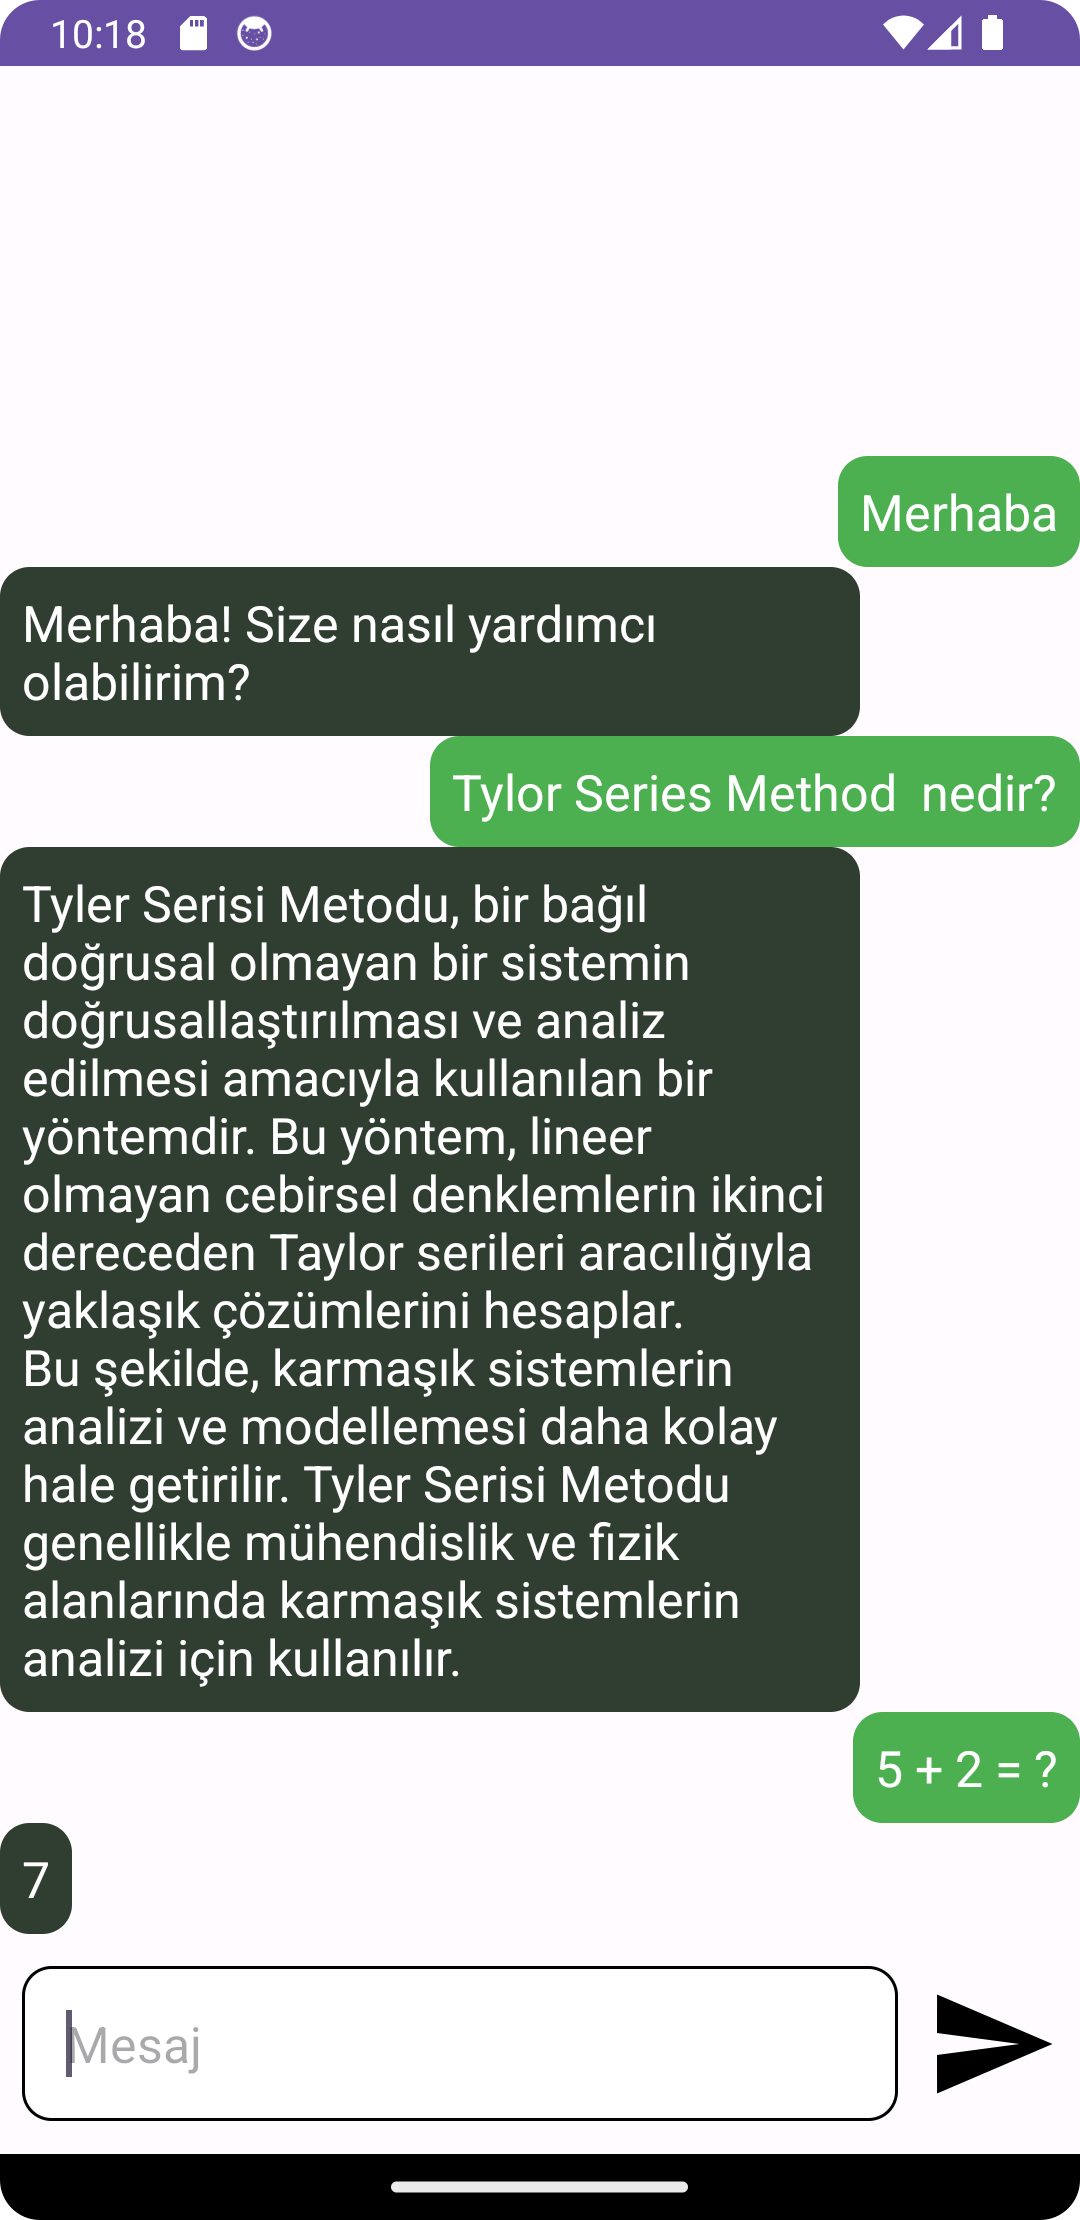 10:18
Merhaba
Merhaba! Size nasıl yardımcı
olabilirim?
Tylor Series Method  nedir?
Tyler Serisi Metodu, bir bağıl
doğrusal olmayan bir sistemin
doğrusallaştırılması ve analiz
edilmesi amacıyla kullanılan bir
yöntemdir. Bu yöntem, lineer
olmayan cebirsel denklemlerin ikinci
dereceden Taylor serileri aracılığıyla
yaklaşık çözümlerini hesaplar.
Bu şekilde, karmaşık sistemlerin
analizi ve modellemesi daha kolay
hale getirilir. Tyler Serisi Metodu
genellikle mühendislik ve fizik
alanlarında karmaşık sistemlerin
analizi için kullanılır.
5 + 2 = ?
7
Mesaj